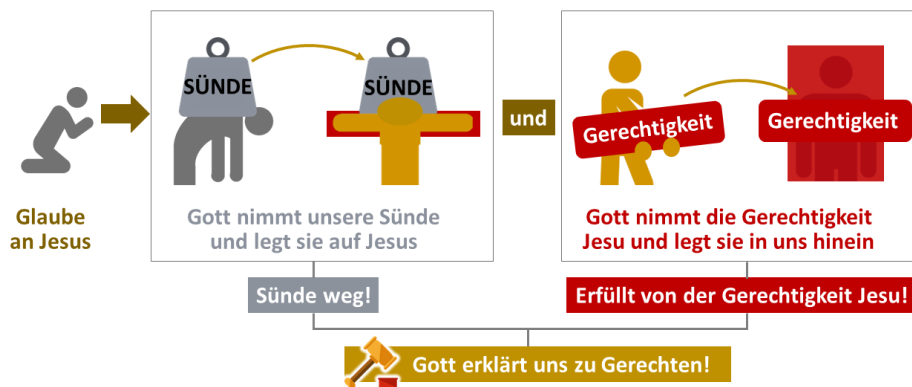 Glaube
an Jesus
SÜNDE
SÜNDE
Gott nimmt unsere Sünde
und legt sie auf Jesus
Sünde weg!
und
Gerechtigkeit
Gerechtigkeit
Gott nimmt die Gerechtigkeit
Jesu und legt sie in uns hinein
Erfüllt von der Gerechtigkeit Jesu!
Gott erklärt uns zu Gerechten!